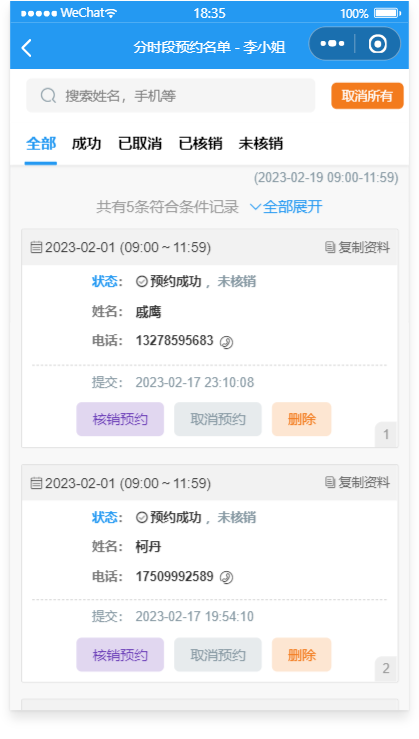 ●●●●● WeChat 18:35 100%
分时段预约名单 - 李小姐
搜索姓名，手机等 取消所有
全部 成功 已取消 已核销 未核销
(2023-02-19 09:00-11:59)
共有5条符合条件记录 全部展开
2023-02-01 (09:00～11:59) 复制资料
状态： 预约成功 ，未核销
姓名： 戚鹰
电话： 13278595683
提交： 2023-02-17 23:10:08
核销预约 取消预约 删除
1
2023-02-01 (09:00～11:59) 复制资料
状态： 预约成功 ，未核销
姓名： 柯丹
电话： 17509992589
提交： 2023-02-17 19:54:10
核销预约 取消预约 删除
2